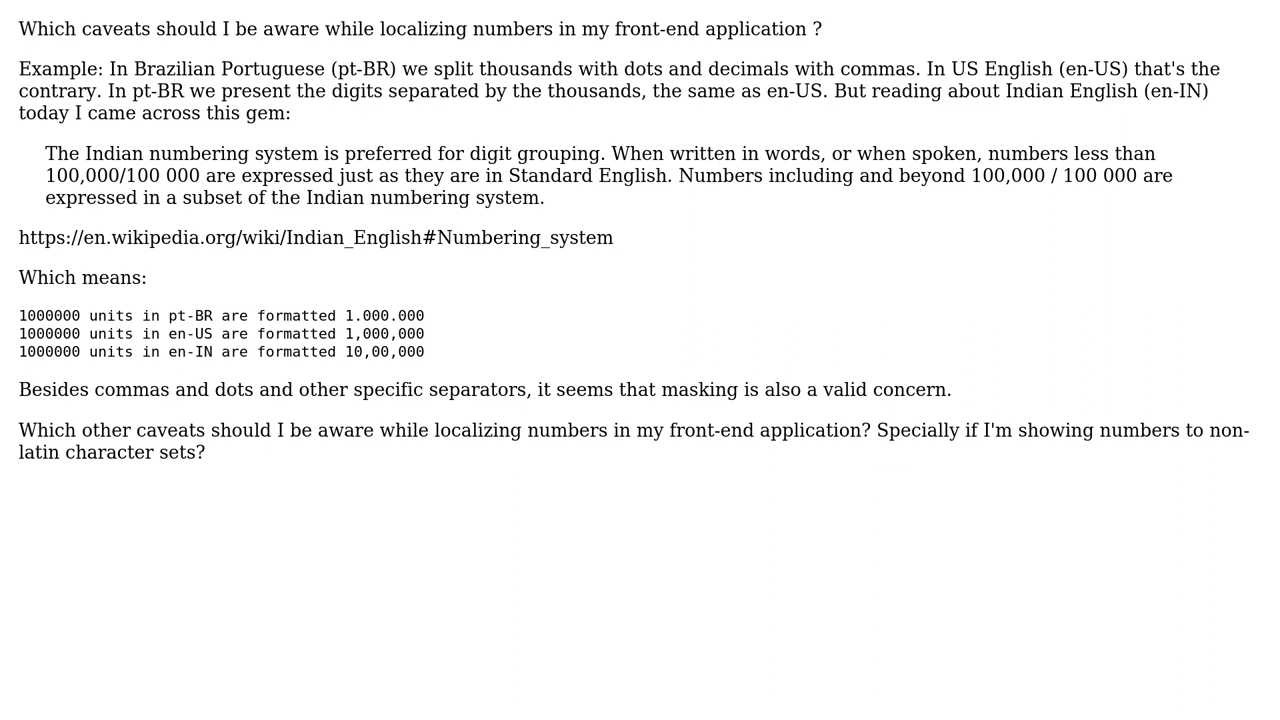 Which caveats should I be aware while localizing numbers in my front-end application ?
Example: In Brazilian Portuguese (pt-BR) we split thousands with dots and decimals with commas. In US English (en-US) that's the
contrary. In pt-BR we present the digits separated by the thousands, the same as en-US. But reading about Indian English (en-IN)
today I came across this gem:
The Indian numbering system is preferred for digit grouping. When written in words, or when spoken, numbers less than
100,000/100 000 are expressed just as they are in Standard English. Numbers including and beyond 100,000 / 100 000 are
expressed in a subset of the Indian numbering system.
https://en.wikipedia.org/wiki/Indian_English#Numbering_system
Which means:
1000000 units in pt-BR are formatted 1.000.000
1000000 units in en-US are formatted 1,000,000
1000000 units in en-IN are formatted 10,00,000
Besides commas and dots and other specific separators, it seems that masking is also a valid concern.
Which other caveats should I be aware while localizing numbers in my front-end application? Specially if I'm showing numbers to non-
latin character sets?